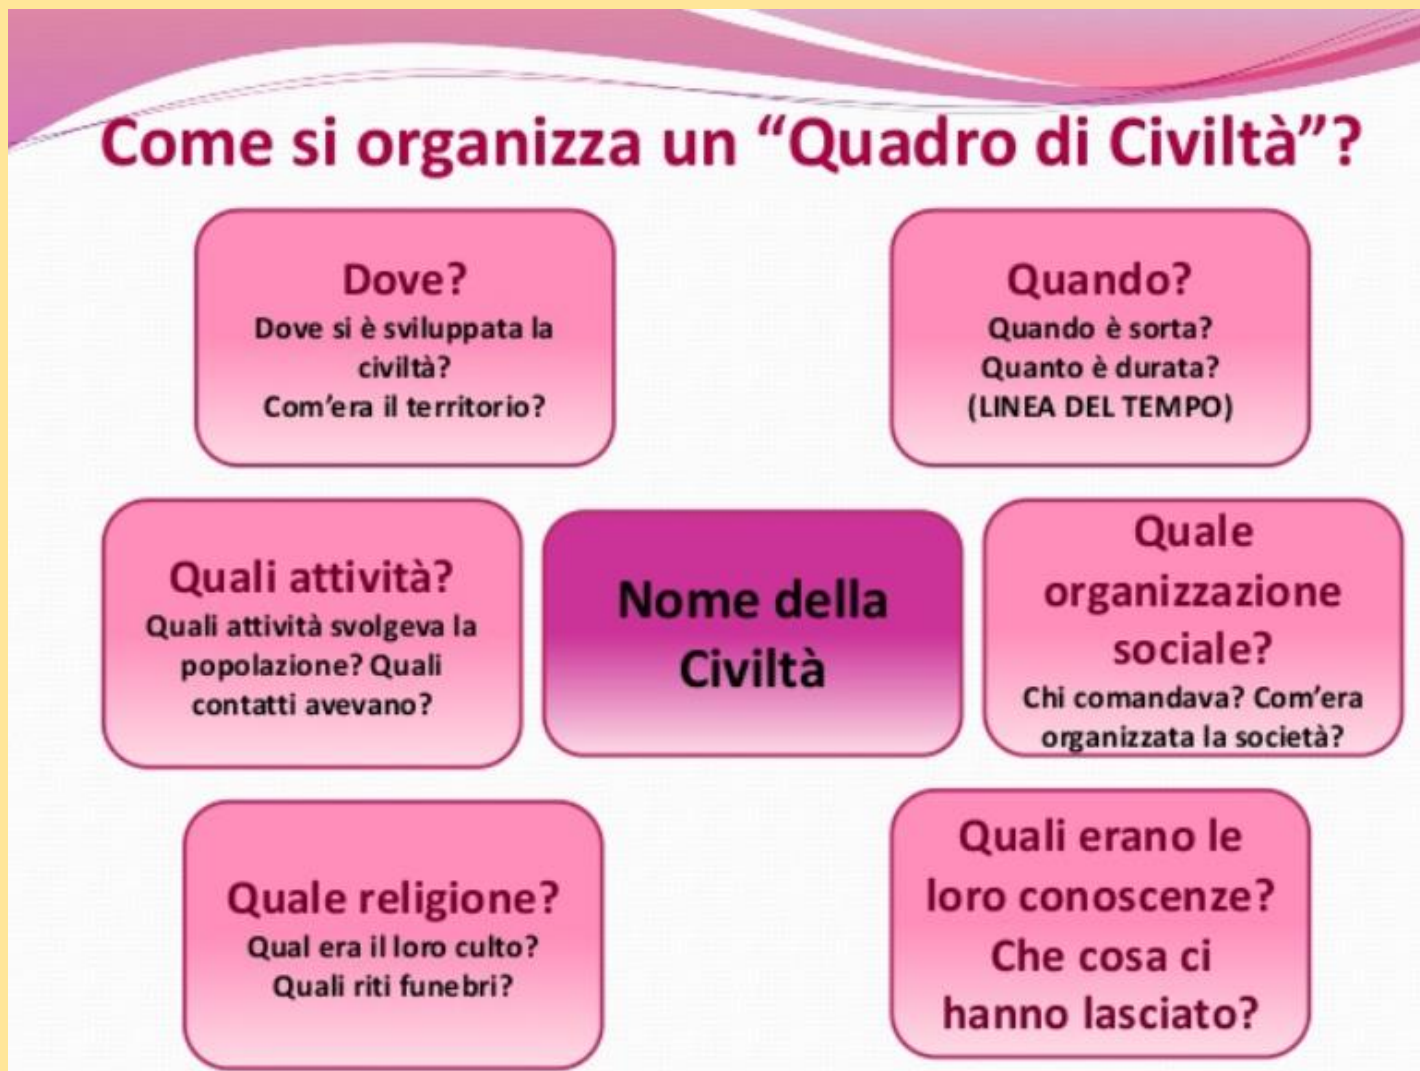 Come si organizza un “Quadro di Civiltà”?
Dove?
Dove si è sviluppata la
civiltà?
Com’era il territorio?
Quando?
Quando è sorta?
Quanto è durata?
(LINEA DEL TEMPO)
Quali attività?
Quali attività svolgeva la
popolazione? Quali
contatti avevano?
Nome della
Civiltà
Quale
organizzazione
sociale?
Chi comandava? Com’era
organizzata la società?
Quale religione?
Qual era il loro culto?
Quali riti funebri?
Quali erano le
loro conoscenze?
Che cosa ci
hanno lasciato?